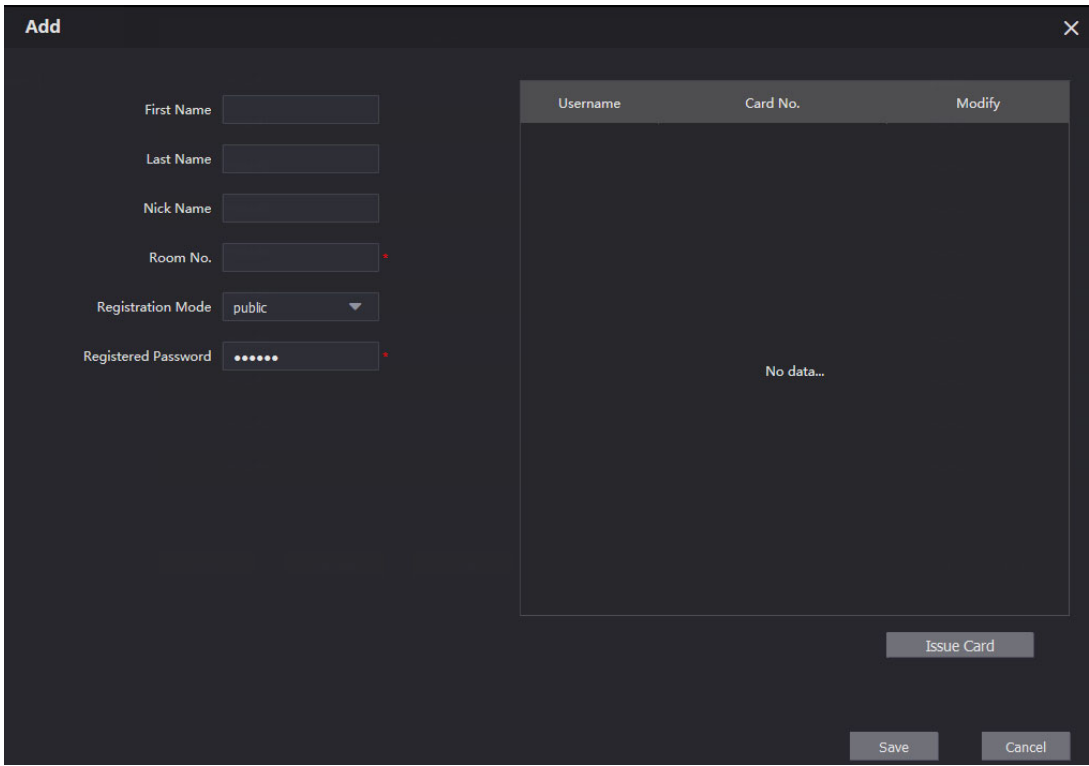 Add
First Name
Last Name
Nick Name
Room No. *
Registration Mode public
Registered Password •••••• *
Username Card No. Modify
No data...
Issue Card
Save Cancel